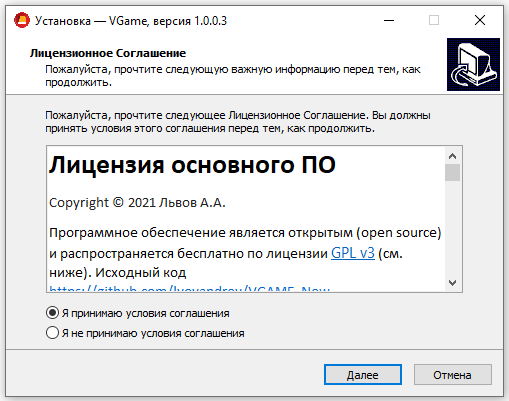 Установка — VGame, версия 1.0.0.3
Лицензионное Соглашение
Пожалуйста, прочтите следующую важную информацию перед тем, как
продолжить.
Пожалуйста, прочтите следующее Лицензионное Соглашение. Вы должны
принять условия этого соглашения перед тем, как продолжить.
Лицензия основного ПО
Copyright © 2021 Львов А.А.
Программное обеспечение является открытым (open source)
и распространяется бесплатно по лицензии GPL v3 (см.
ниже). Исходный код
Я принимаю условия соглашения
Я не принимаю условия соглашения
Далее
Отмена